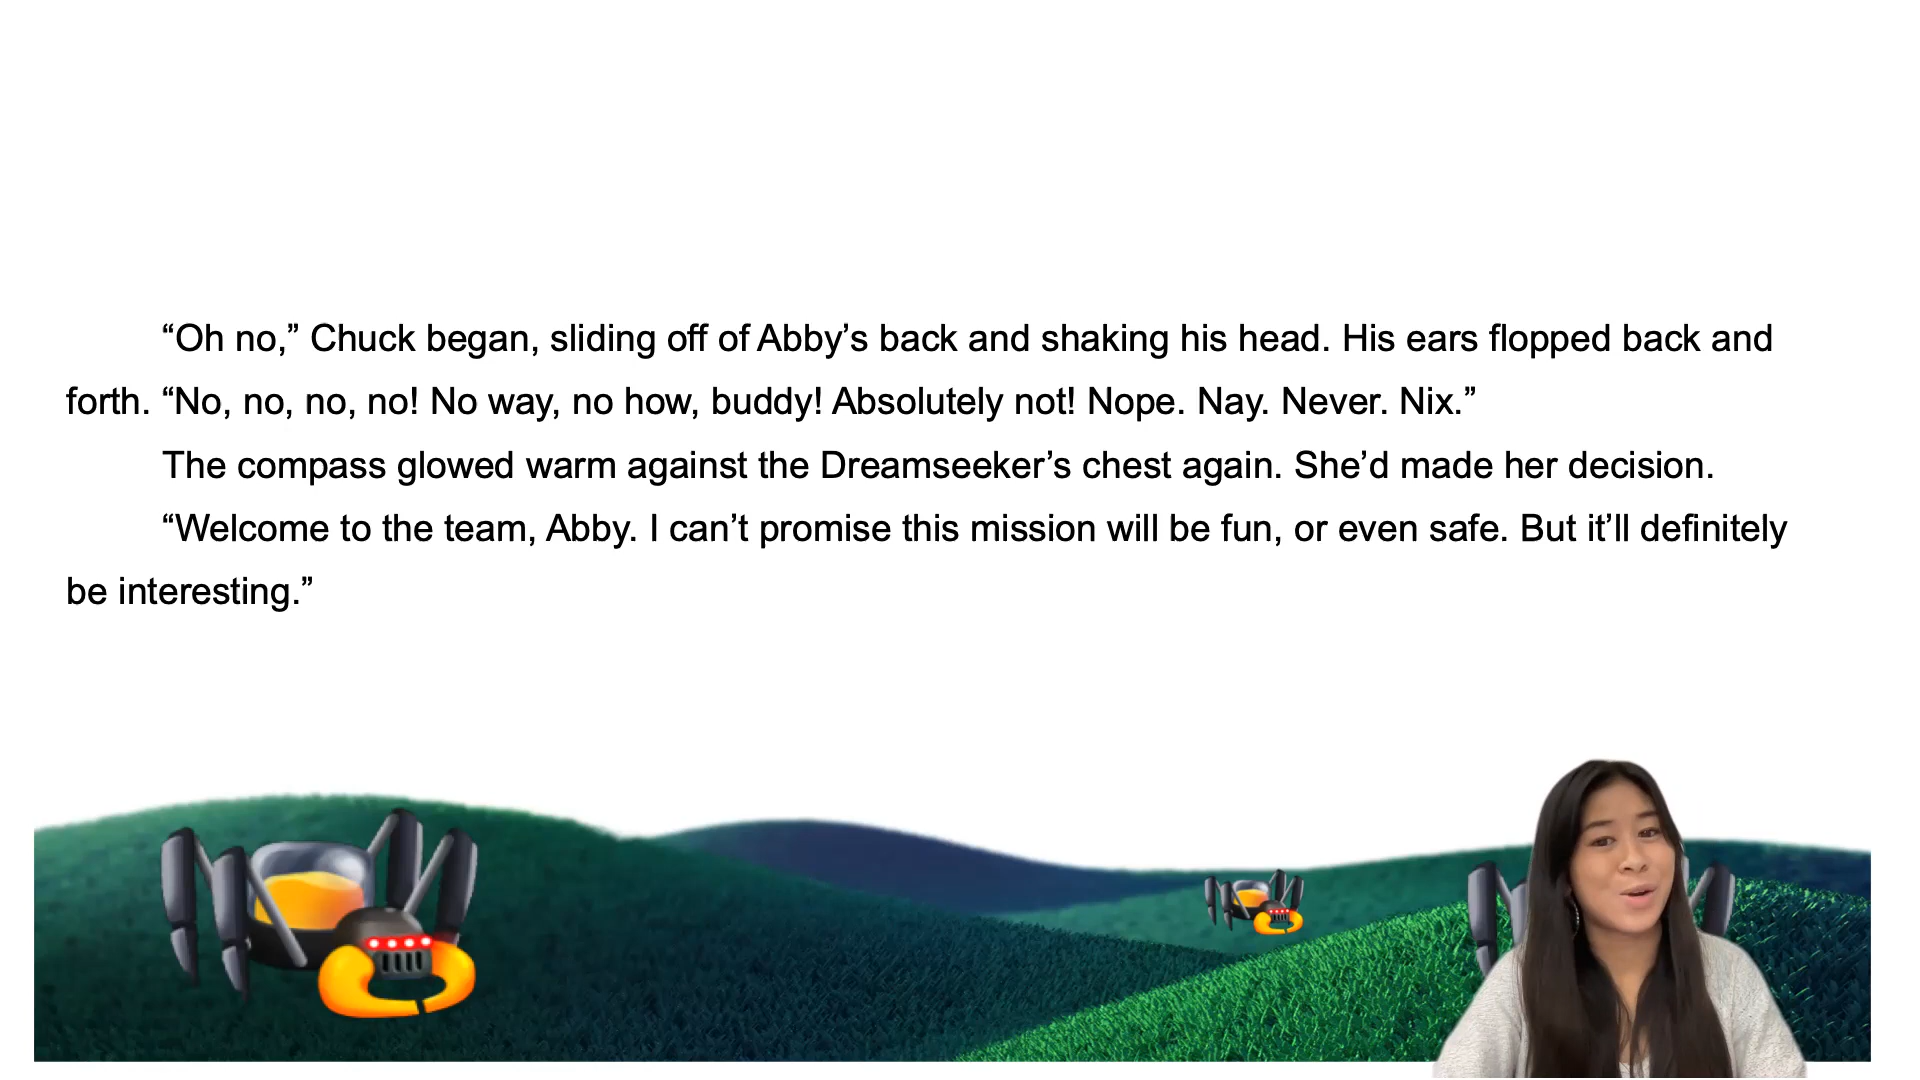 “Oh no,” Chuck began, sliding off of Abby’s back and shaking his head. His ears flopped back and
forth. “No, no, no, no! No way, no how, buddy! Absolutely not! Nope. Nay. Never. Nix.”
The compass glowed warm against the Dreamseeker’s chest again. She’d made her decision.
“Welcome to the team, Abby. I can’t promise this mission will be fun, or even safe. But it’ll definitely
be interesting.”